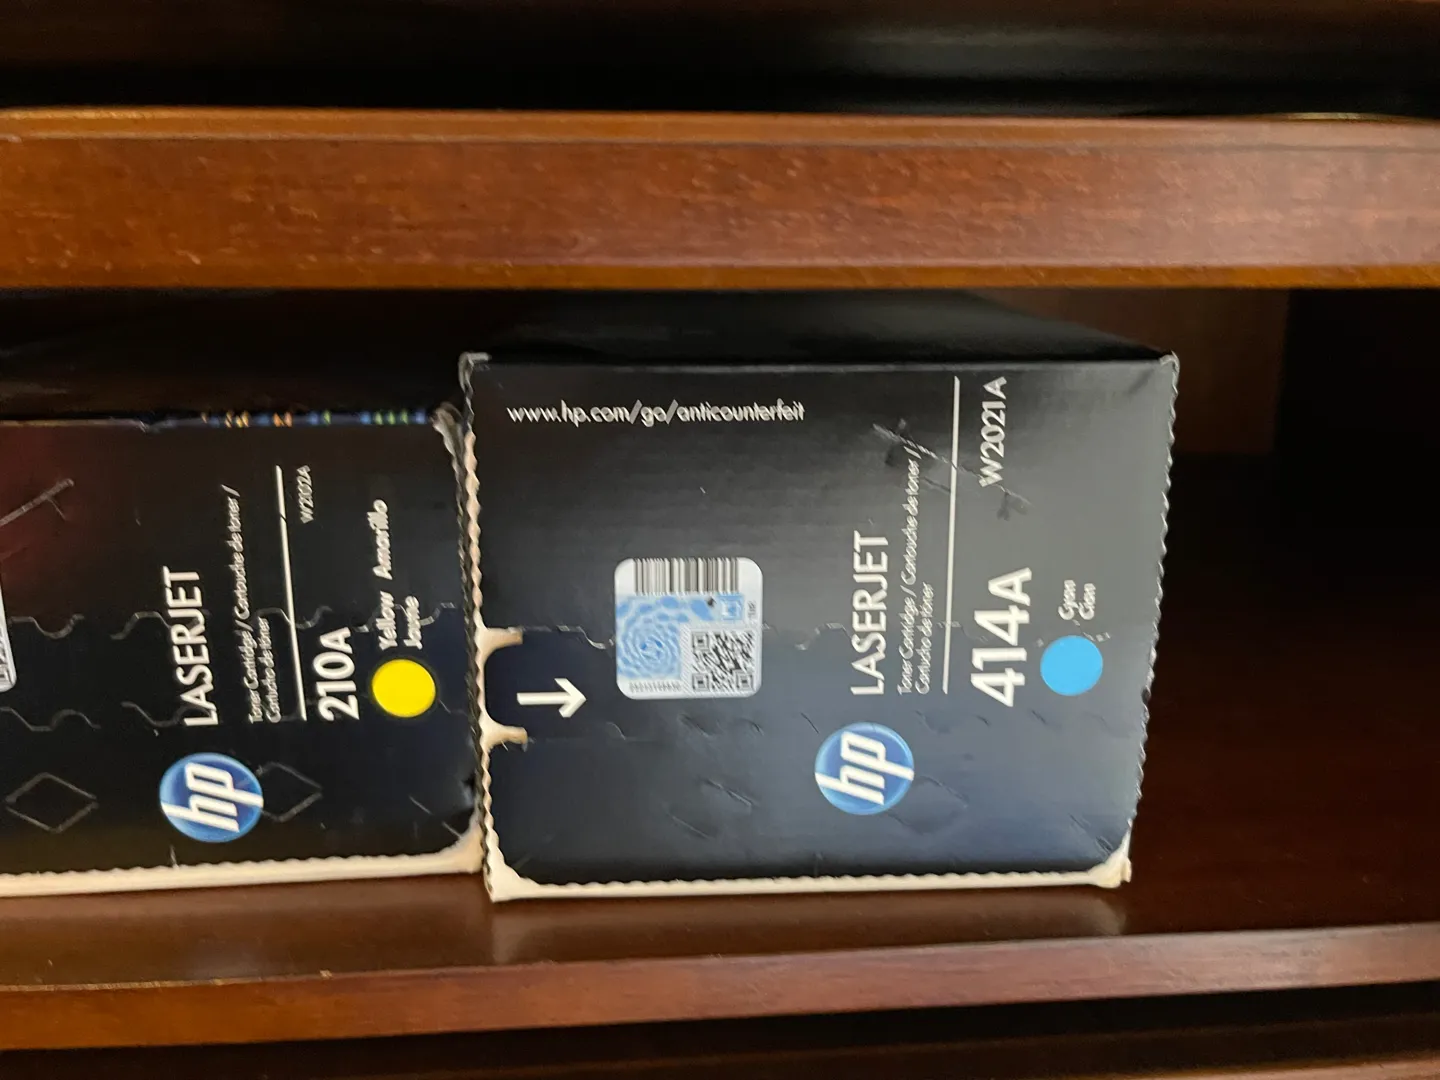 hp
LASERJET
Toner Cartridge / Cartouche de toner /
Cartucho de tóner
W2102A
210A
Yellow Amarillo
Jaune
www.hp.com/go/anticounterfeit
hp
LASERJET
Toner Cartridge / Cartouche de toner /
Cartucho de tóner
W2021A
414A
Cyan
Cian